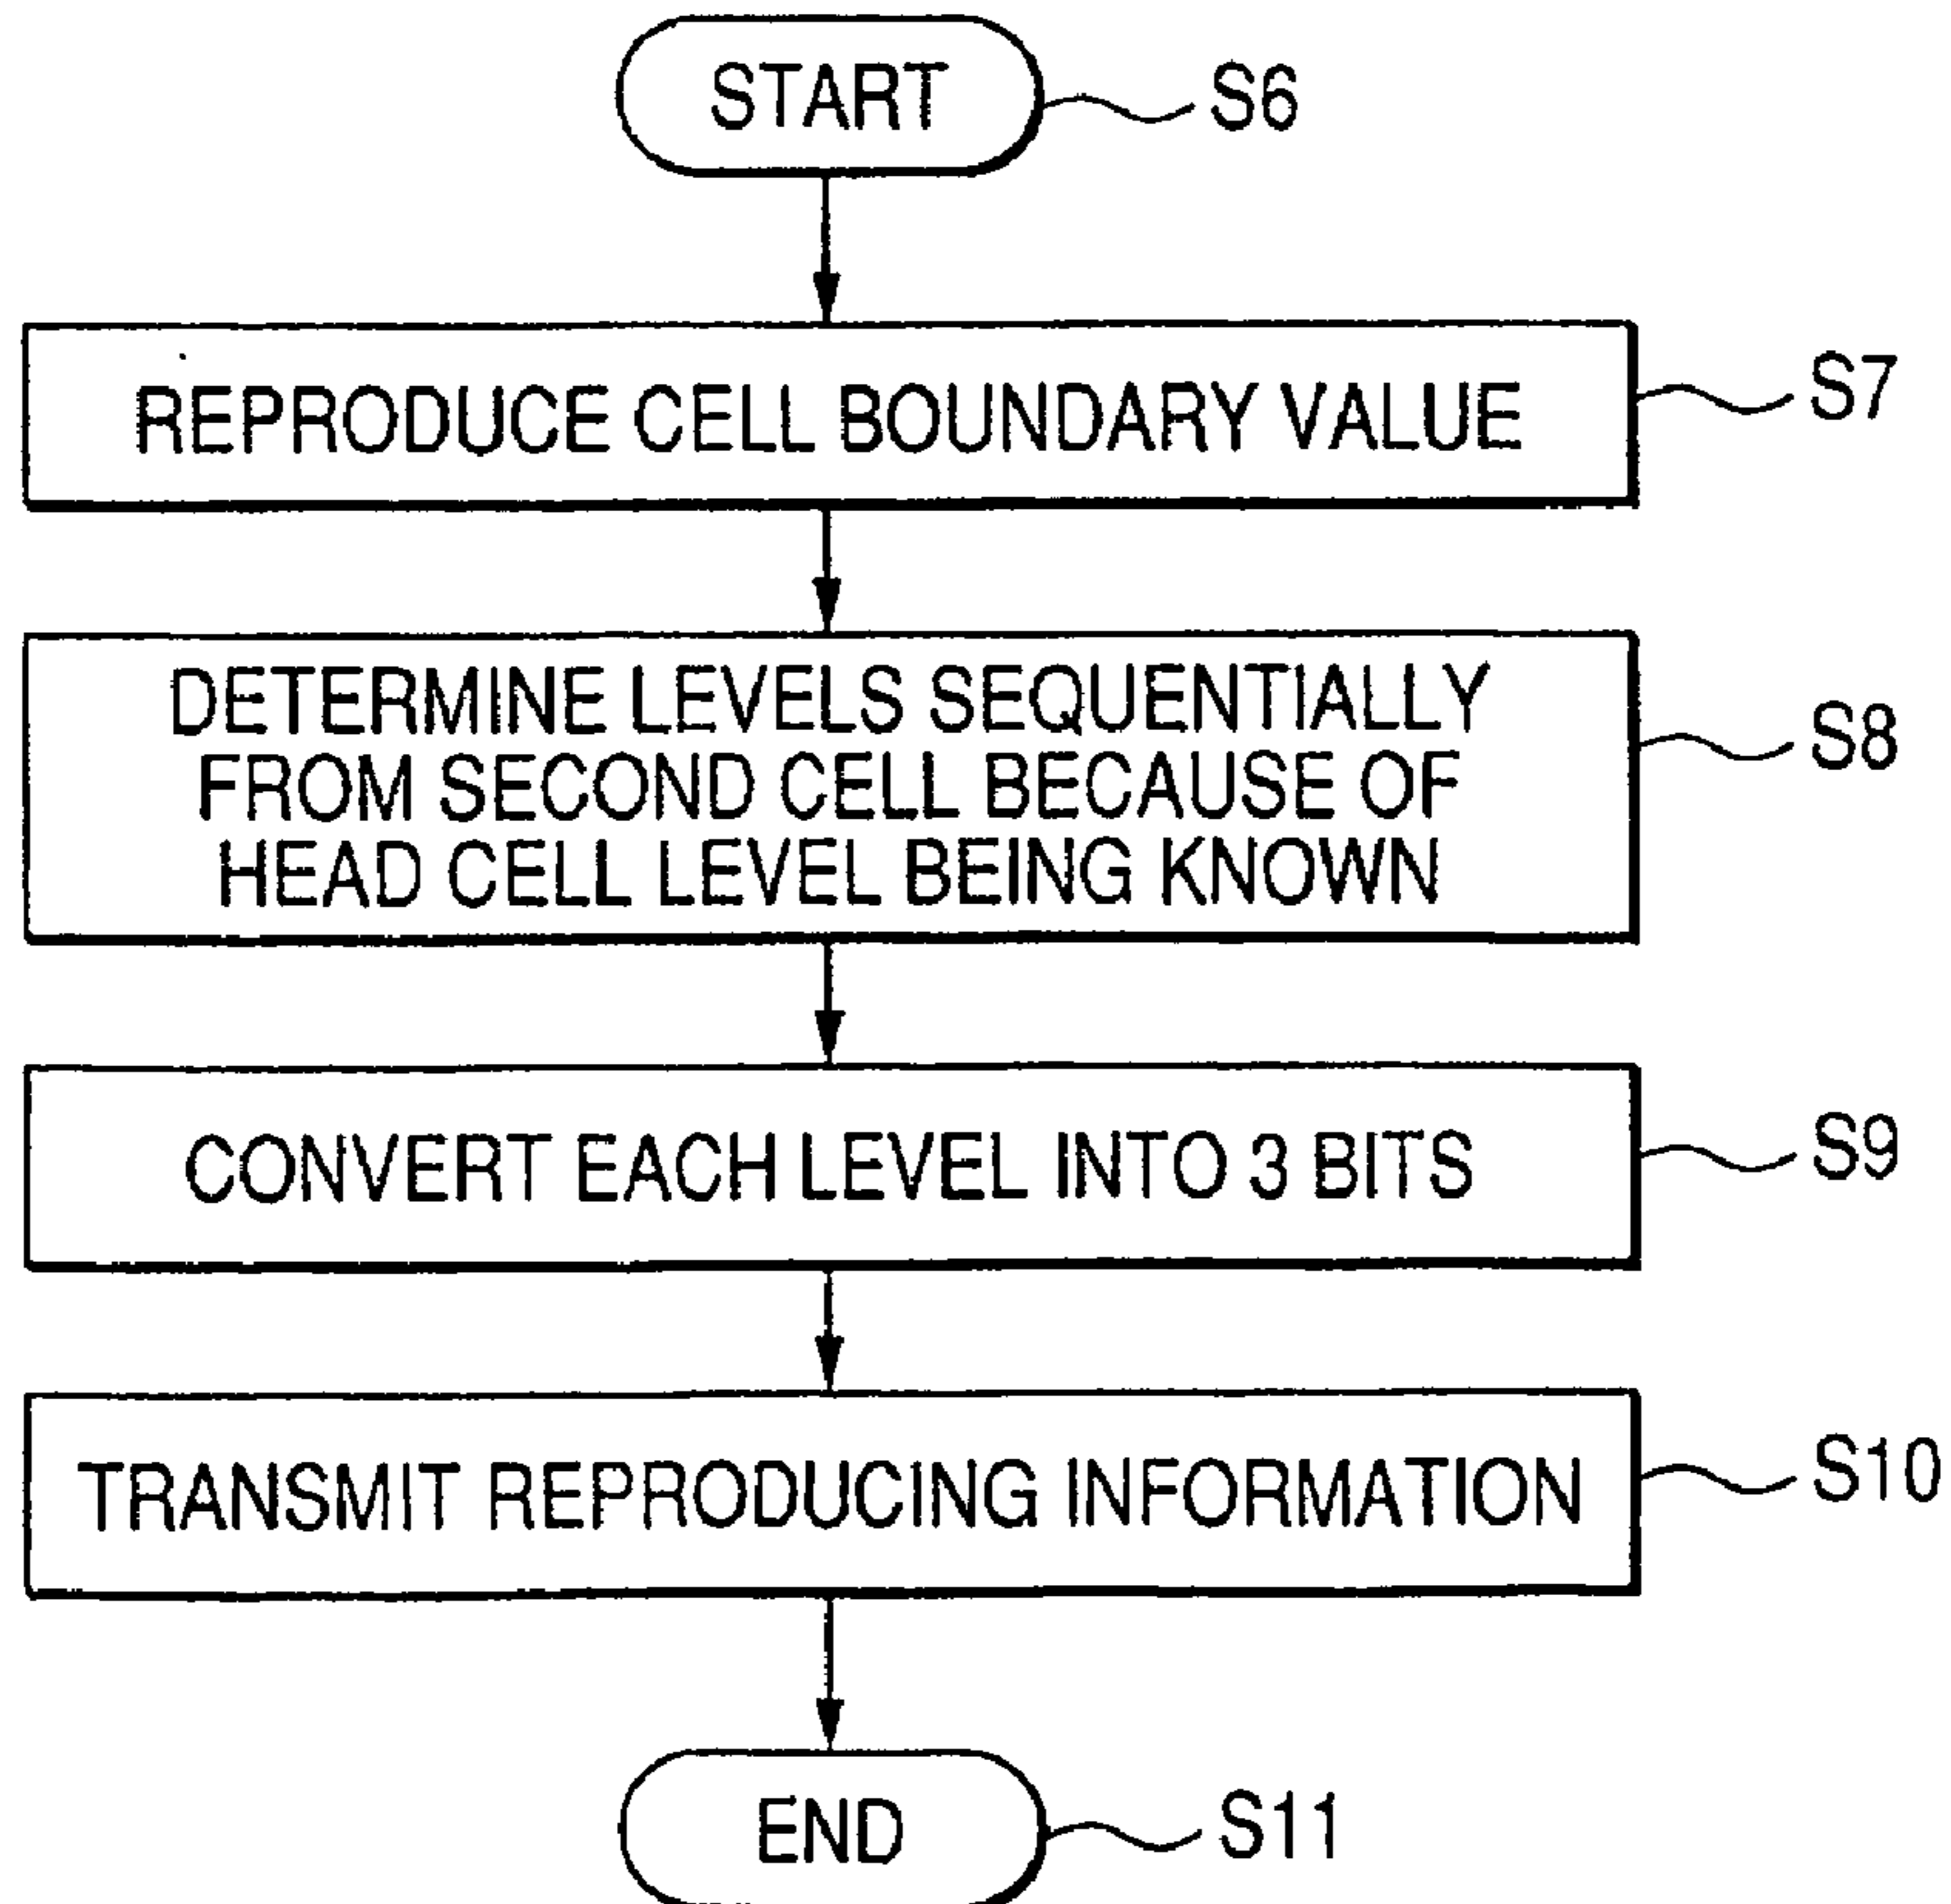 START
S6
REPRODUCE CELL BOUNDARY VALUE
S7
DETERMINE LEVELS SEQUENTIALLY
FROM SECOND CELL BECAUSE OF
HEAD CELL LEVEL BEING KNOWN
S8
CONVERT EACH LEVEL INTO 3 BITS
S9
TRANSMIT REPRODUCING INFORMATION
S10
END
S11